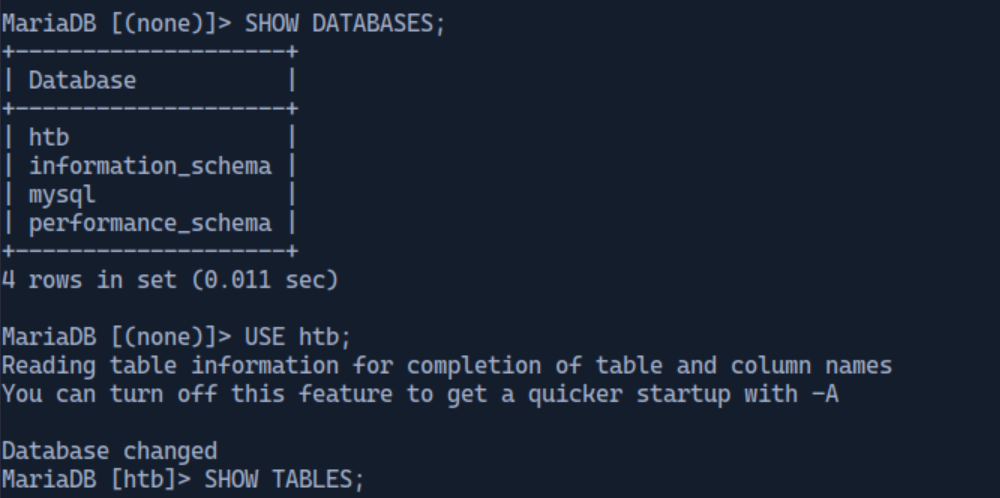 MariaDB [(none)]> SHOW DATABASES;
+--------------------+
| Database           |
+--------------------+
| htb                |
| information_schema |
| mysql              |
| performance_schema |
+--------------------+
4 rows in set (0.011 sec)

MariaDB [(none)]> USE htb;
Reading table information for completion of table and column names
You can turn off this feature to get a quicker startup with -A

Database changed
MariaDB [htb]> SHOW TABLES;